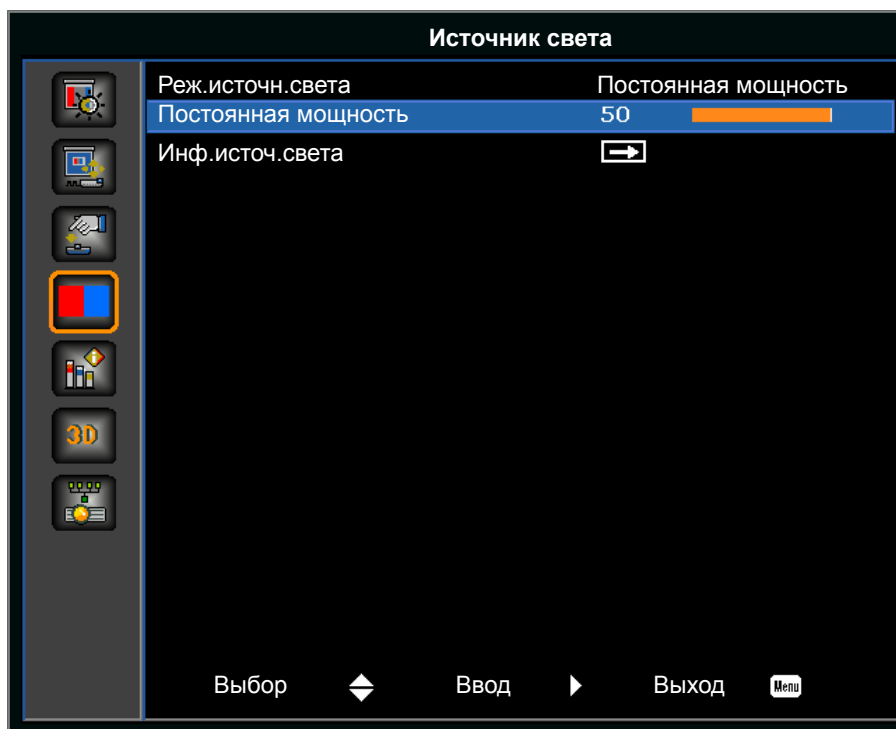 Источник света
Реж.источн.света Постоянная мощность
Постоянная мощность 50
Инф.источ.света
3D
Выбор Ввод Выход Menu